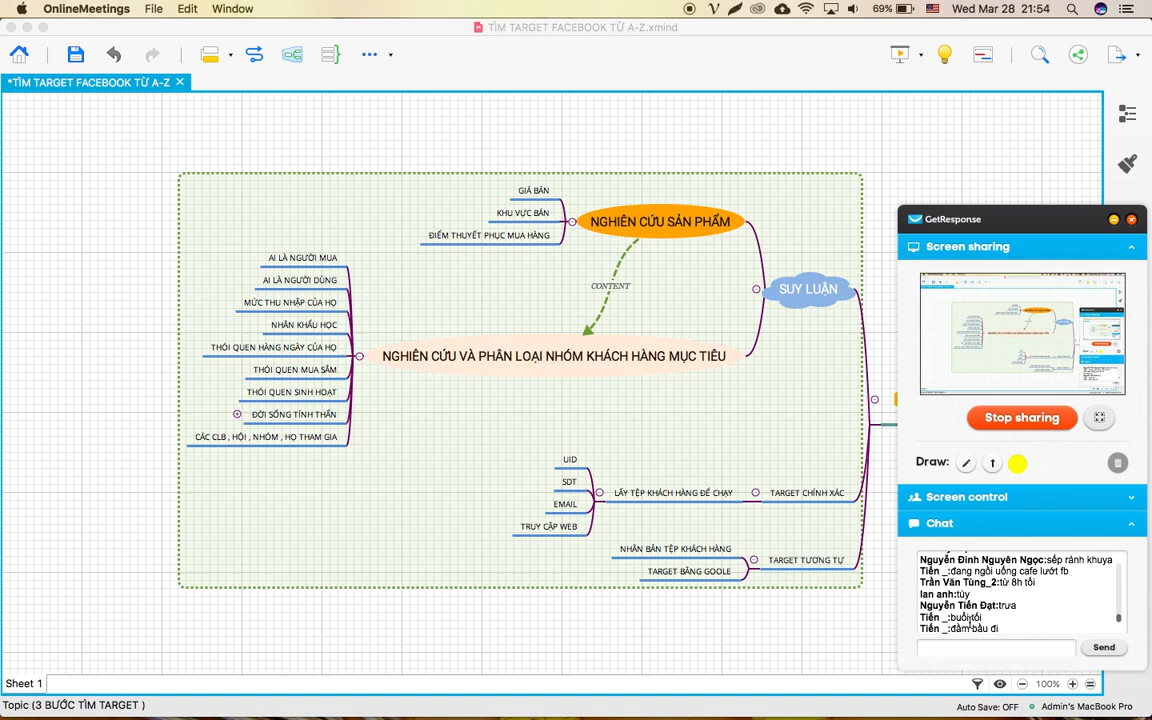 OnlineMeetings File Edit Window
69% Wed Mar 28 21:54
TÌM TARGET FACEBOOK TỪ A-Z.xmind
*TÌM TARGET FACEBOOK TỪ A-Z ✕
GIÁ BÁN
KHU VỰC BÁN
ĐIỂM THUYẾT PHỤC MUA HÀNG
NGHIÊN CỨU SẢN PHẨM
CONTENT
SUY LUẬN
AI LÀ NGƯỜI MUA
AI LÀ NGƯỜI DÙNG
MỨC THU NHẬP CỦA HỌ
NHÂN KHẨU HỌC
THÓI QUEN HÀNG NGÀY CỦA HỌ
THÓI QUEN MUA SẮM
THÓI QUEN SINH HOẠT
ĐỜI SỐNG TINH THẦN
CÁC CLB , HỘI , NHÓM , HỌ THAM GIA
NGHIÊN CỨU VÀ PHÂN LOẠI NHÓM KHÁCH HÀNG MỤC TIÊU
UID
SDT
EMAIL
TRUY CẬP WEB
LẤY TỆP KHÁCH HÀNG ĐỂ CHẠY
TARGET CHÍNH XÁC
NHÂN BẢN TỆP KHÁCH HÀNG
TARGET BẰNG GOOLE
TARGET TƯƠNG TỰ
GetResponse
Screen sharing
Stop sharing
Draw:
Screen control
Chat
Nguyễn Đình Nguyên Ngọc:sếp rảnh khuya
Tiến _:đang ngồi uống cafe lướt fb
Trần Văn Tùng_2:từ 8h tối
lan anh:tùy
Nguyễn Tiến Đạt:trưa
Tiến _:buổi tối
Tiến _:đầm bầu đi
Send
Sheet 1
100%
Topic (3 BƯỚC TÌM TARGET )
Auto Save: OFF
Admin's MacBook Pro